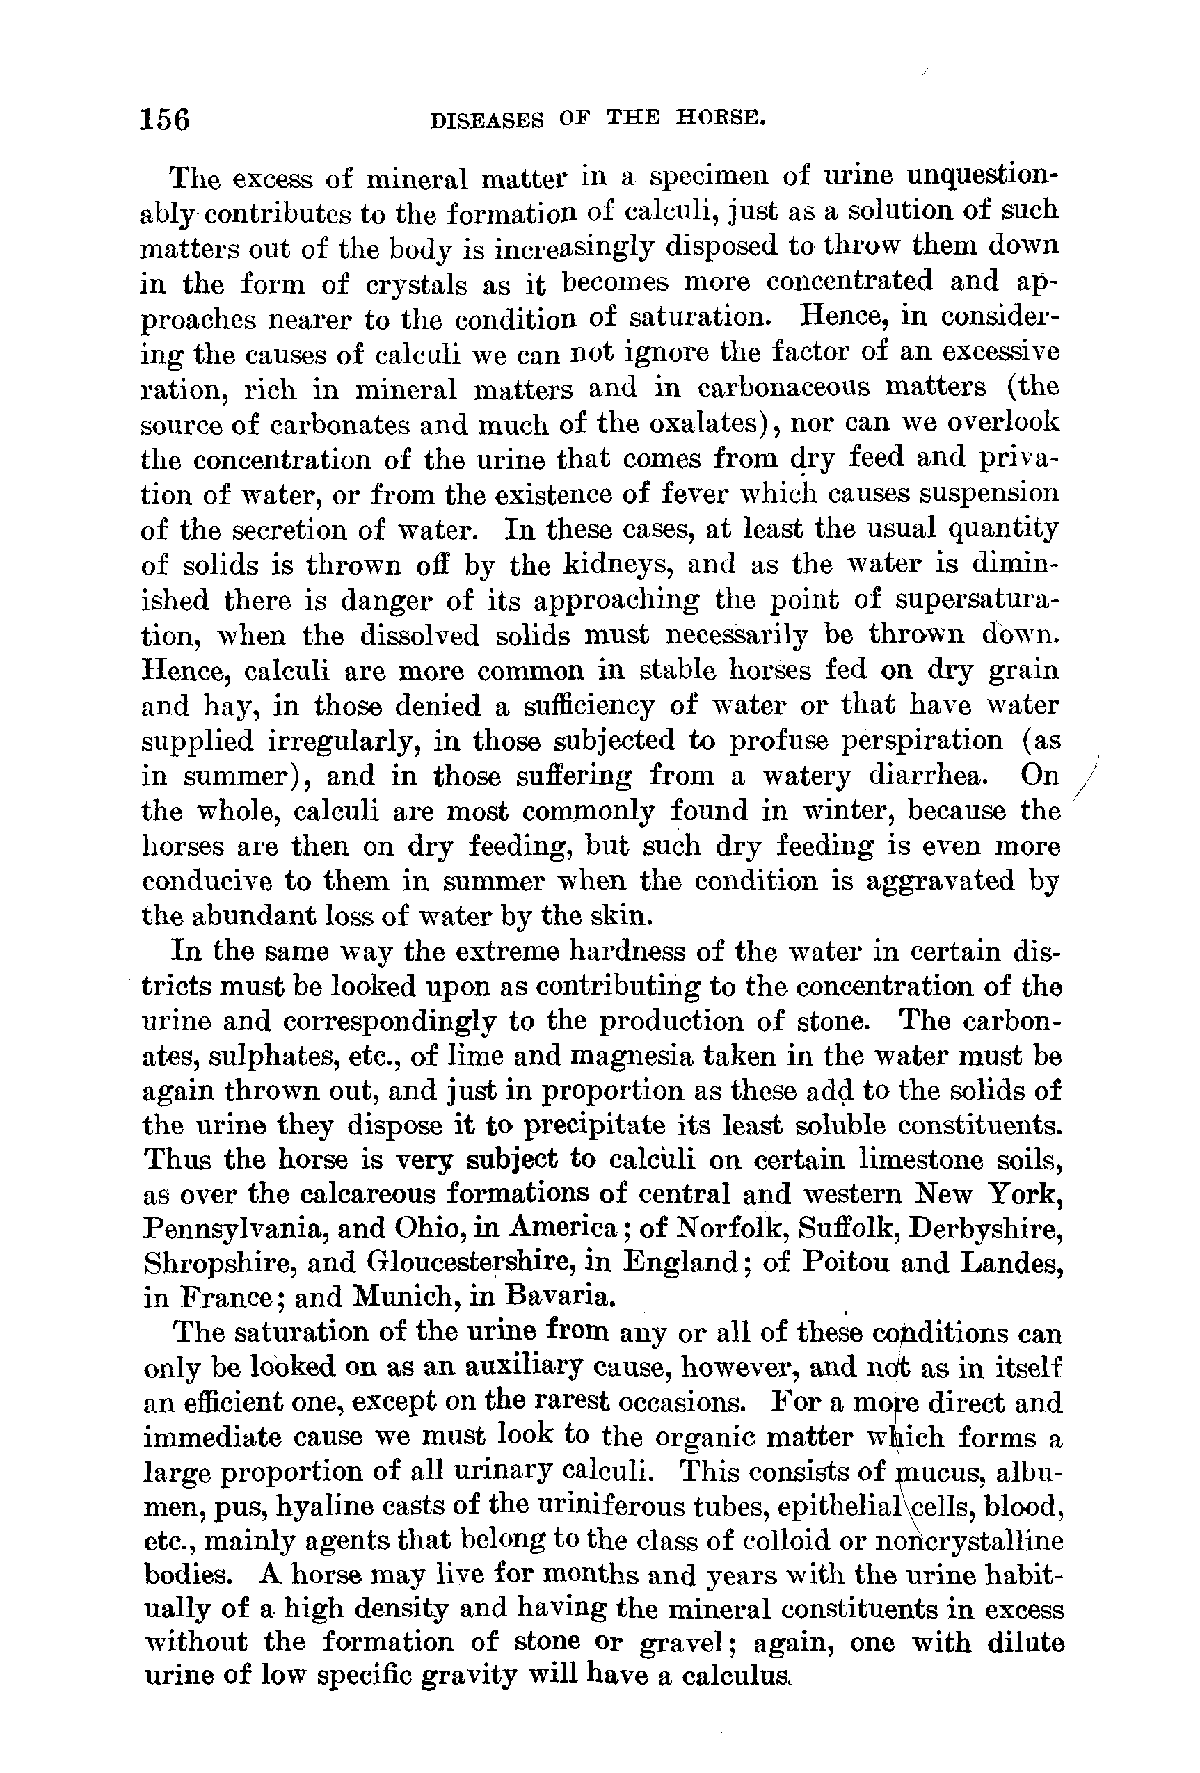 156 DISEASES OF THE HORSE.
The excess of mineral matter in a specimen of urine unquestion-
ably contributes to the formation of calculi, just as a solution of such
matters out of the body is increasingly disposed to throw them down
in the form of crystals as it becomes more concentrated and ap-
proaches nearer to the condition of saturation. Hence, in consider-
ing the causes of calculi we can not ignore the factor of an excessive
ration, rich in mineral matters and in carbonaceous matters (the
source of carbonates and much of the oxalates), nor can we overlook
the concentration of the urine that comes from dry feed and priva-
tion of water, or from the existence of fever which causes suspension
of the secretion of water. In these cases, at least the usual quantity
of solids is thrown off by the kidneys, and as the water is dimin-
ished there is danger of its approaching the point of supersatura-
tion, when the dissolved solids must necessarily be thrown down.
Hence, calculi are more common in stable horses fed on dry grain
and hay, in those denied a sufficiency of water or that have water
supplied irregularly, in those subjected to profuse perspiration (as
in summer), and in those suffering from a watery diarrhea. On
the whole, calculi are most commonly found in winter, because the
horses are then on dry feeding, but such dry feeding is even more
conducive to them in summer when the condition is aggravated by
the abundant loss of water by the skin.
In the same way the extreme hardness of the water in certain dis-
tricts must be looked upon as contributing to the concentration of the
urine and correspondingly to the production of stone. The carbon-
ates, sulphates, etc., of lime and magnesia taken in the water must be
again thrown out, and just in proportion as these add to the solids of
the urine they dispose it to precipitate its least soluble constituents.
Thus the horse is very subject to calculi on certain limestone soils,
as over the calcareous formations of central and western New York,
Pennsylvania, and Ohio, in America; of Norfolk, Suffolk, Derbyshire,
Shropshire, and Gloucestershire, in England; of Poitou and Landes,
in France; and Munich, in Bavaria.
The saturation of the urine from any or all of these conditions can
only be looked on as an auxiliary cause, however, and not as in itself
an efficient one, except on the rarest occasions. For a more direct and
immediate cause we must look to the organic matter which forms a
large proportion of all urinary calculi. This consists of mucus, albu-
men, pus, hyaline casts of the uriniferous tubes, epithelial cells, blood,
etc., mainly agents that belong to the class of colloid or noncrystalline
bodies. A horse may live for months and years with the urine habit-
ually of a high density and having the mineral constituents in excess
without the formation of stone or gravel; again, one with dilute
urine of low specific gravity will have a calculus.